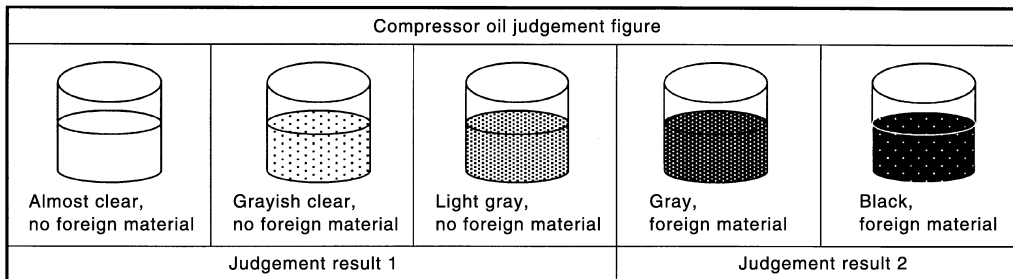 Compressor oil judgement figure
Almost clear,
no foreign material
Grayish clear,
no foreign material
Light gray,
no foreign material
Gray,
foreign material
Black,
foreign material
Judgement result 1
Judgement result 2